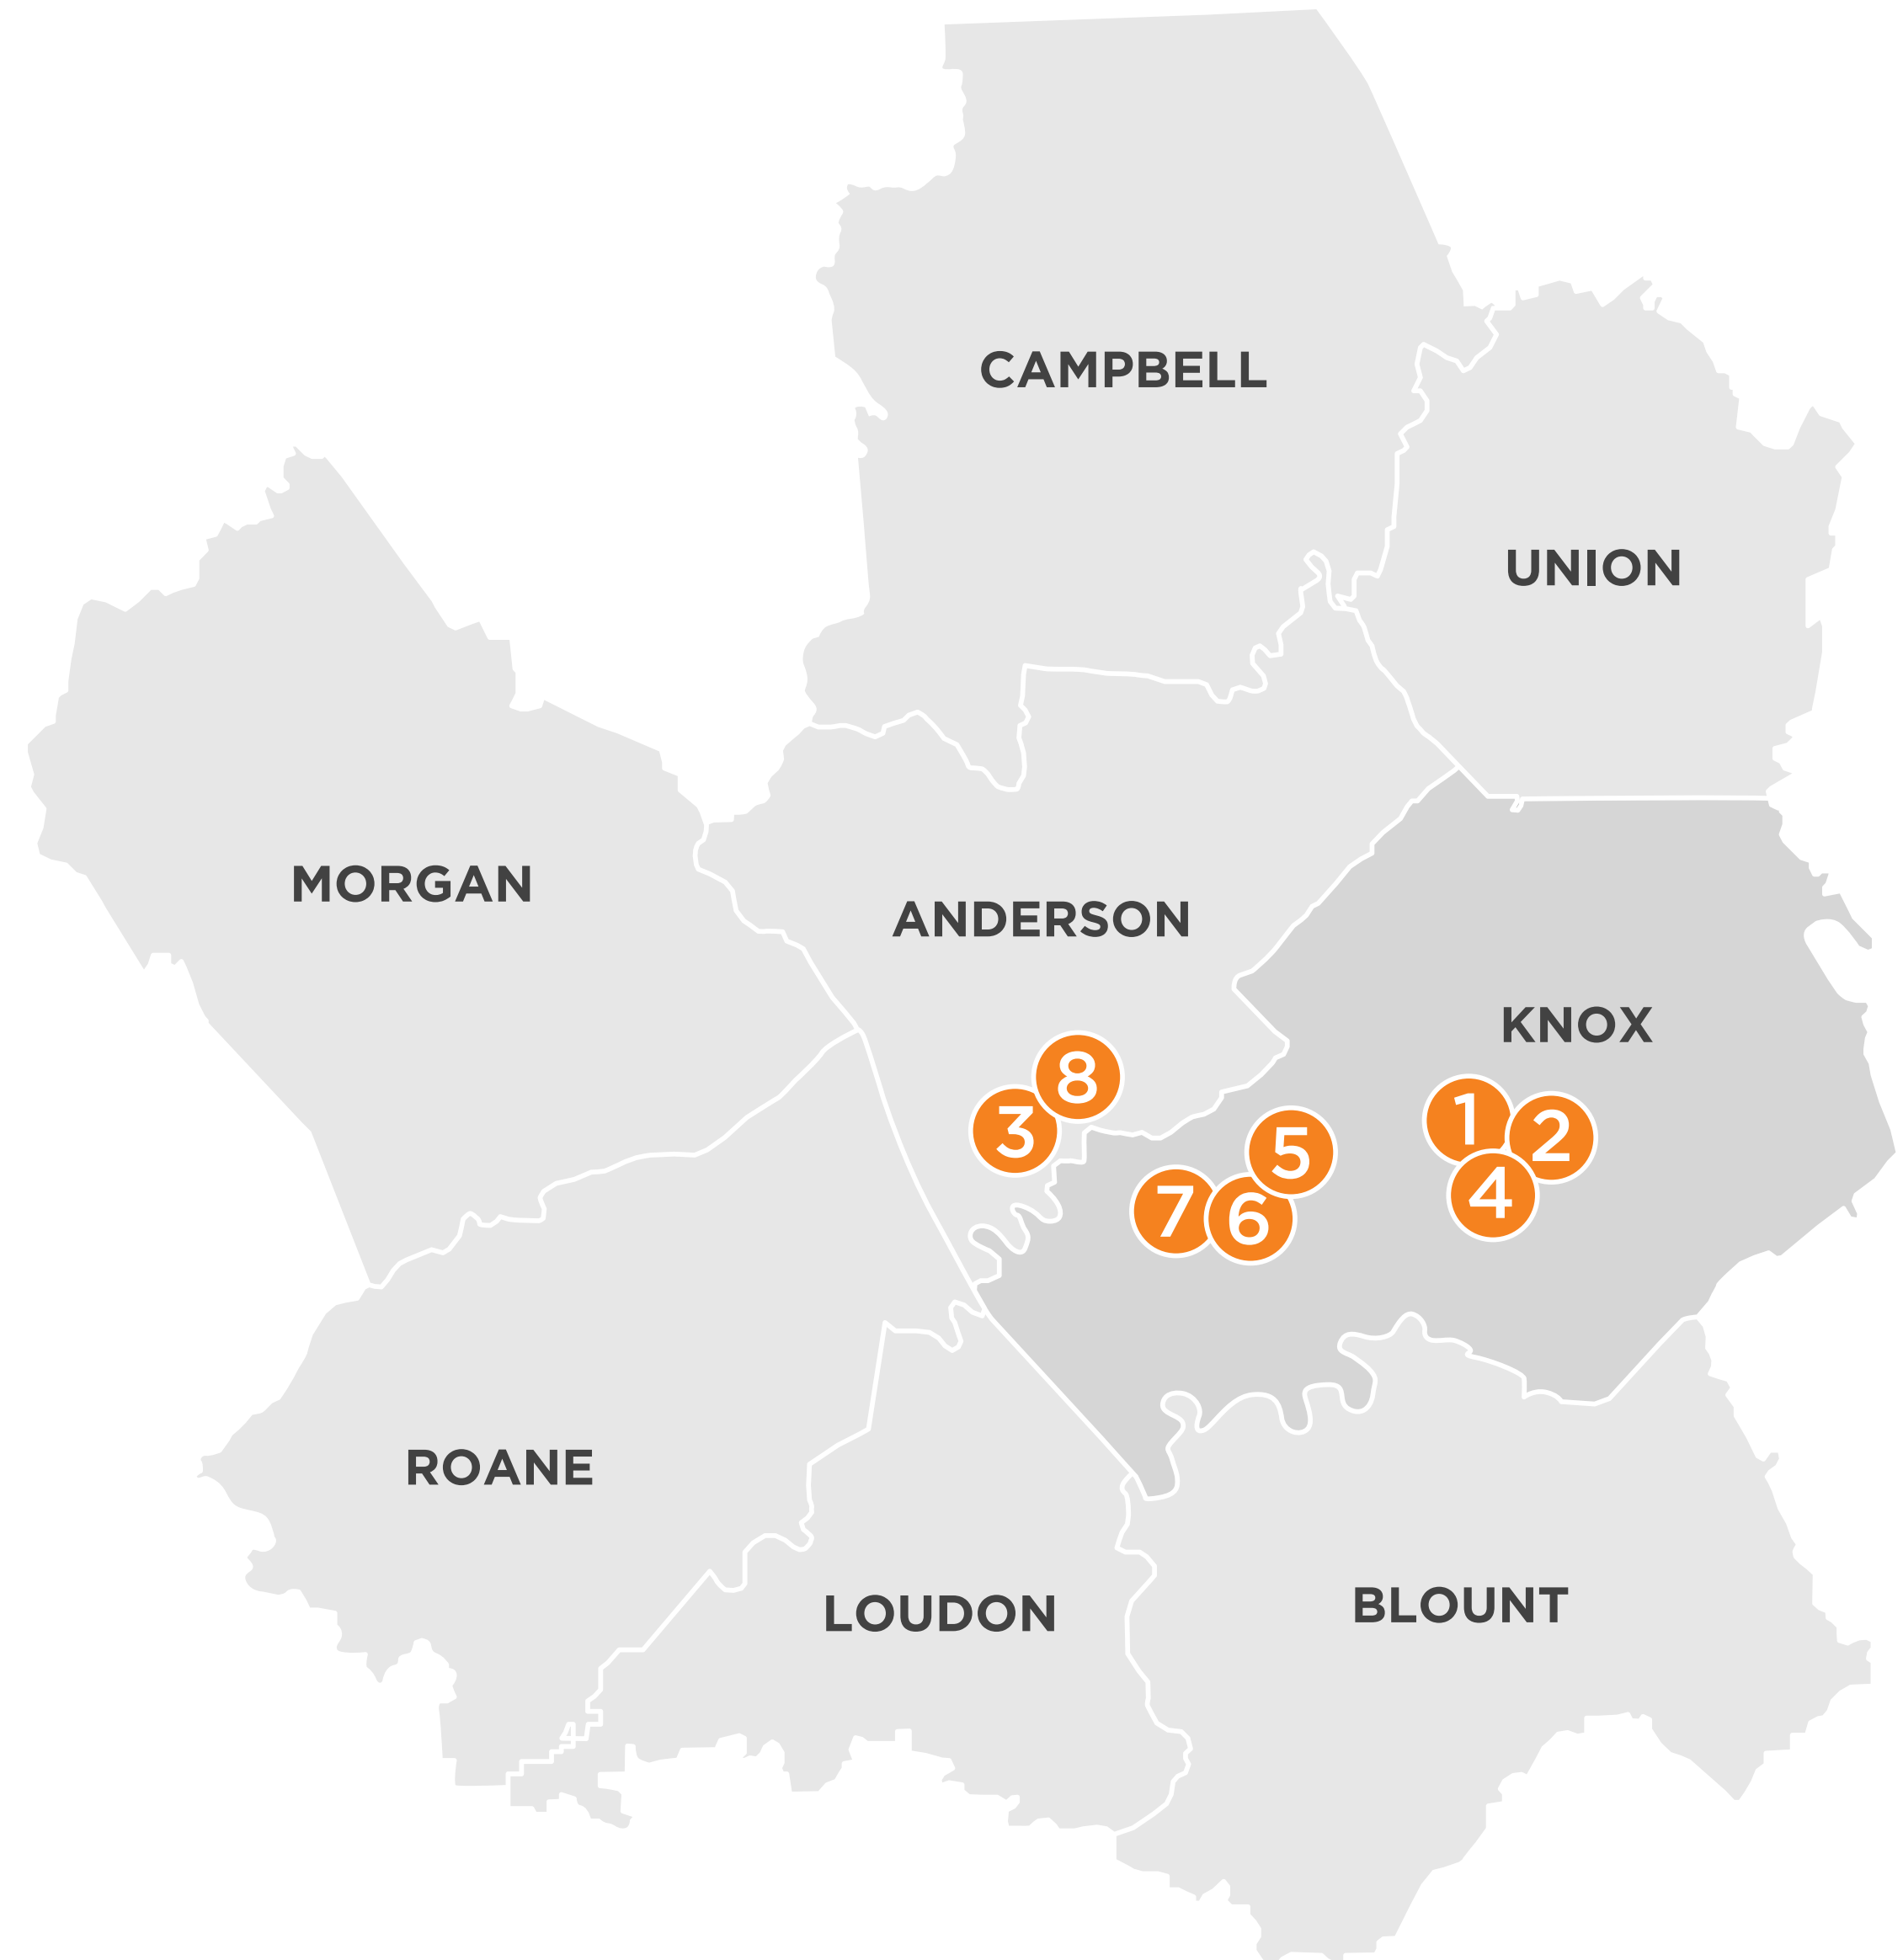 CAMPBELL
UNION
MORGAN
ANDERSON
KNOX
8
3
1
2
5
7
6
4
ROANE
LOUDON
BLOUNT